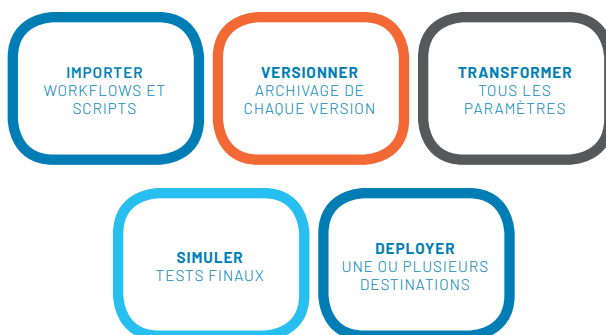 IMPORTER
WORKFLOWS ET
SCRIPTS
VERSIONNER
ARCHIVAGE DE
CHAQUE VERSION
TRANSFORMER
TOUS LES
PARAMÈTRES
SIMULER
TESTS FINAUX
DEPLOYER
UNE OU PLUSIEURS
DESTINATIONS